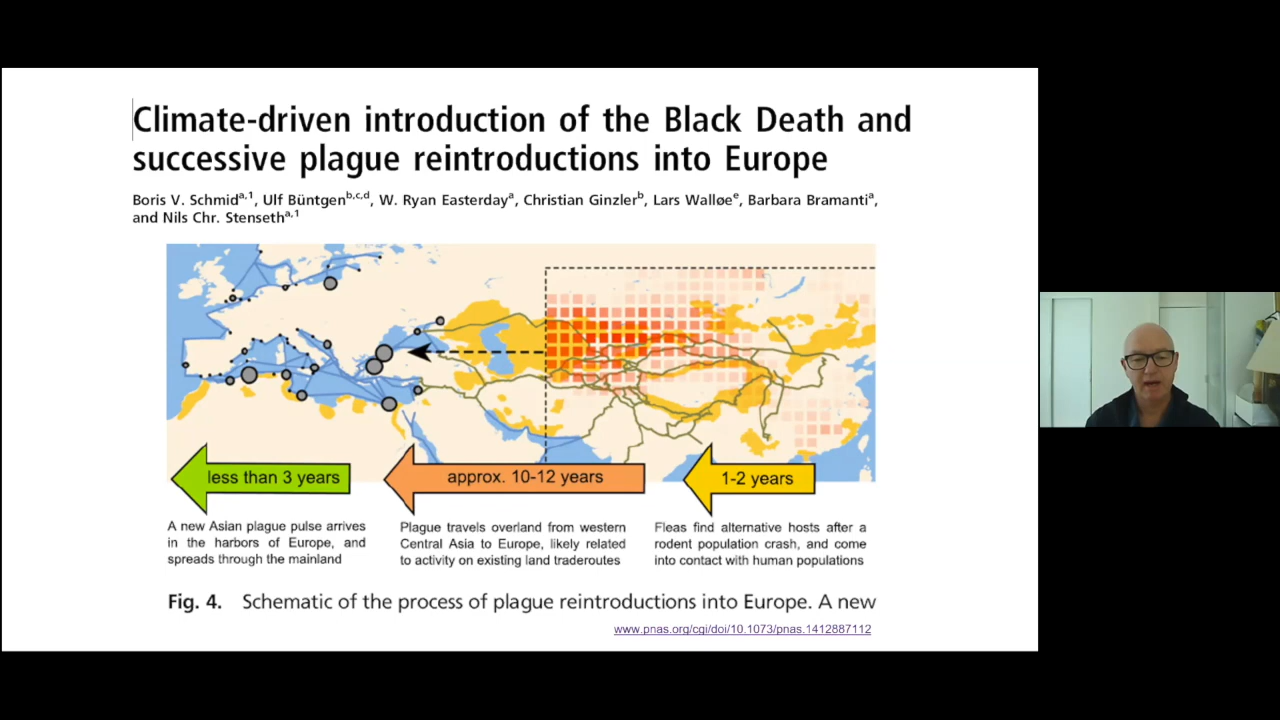 Climate-driven introduction of the Black Death and
successive plague reintroductions into Europe
Boris V. Schmid^a,1, Ulf Büntgen^b,c,d, W. Ryan Easterday^a, Christian Ginzler^b, Lars Walløe^e, Barbara Bramanti^a,
and Nils Chr. Stenseth^a,1
less than 3 years
approx. 10-12 years
1-2 years
A new Asian plague pulse arrives
in the harbors of Europe, and
spreads through the mainland
Plague travels overland from western
Central Asia to Europe, likely related
to activity on existing land traderoutes
Fleas find alternative hosts after a
rodent population crash, and come
into contact with human populations
Fig. 4. Schematic of the process of plague reintroductions into Europe. A new
www.pnas.org/cgi/doi/10.1073/pnas.1412887112